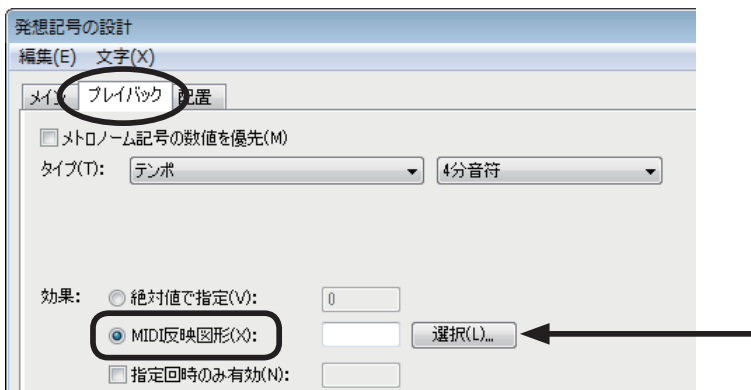 発想記号の設計
編集(E) 文字(X)
メイン プレイバック 配置
メトロノーム記号の数値を優先(M)
タイプ(T): テンポ 4分音符
効果: 絶対値で指定(V): 0
MIDI反映図形(X): 選択(L)...
指定回時のみ有効(N):